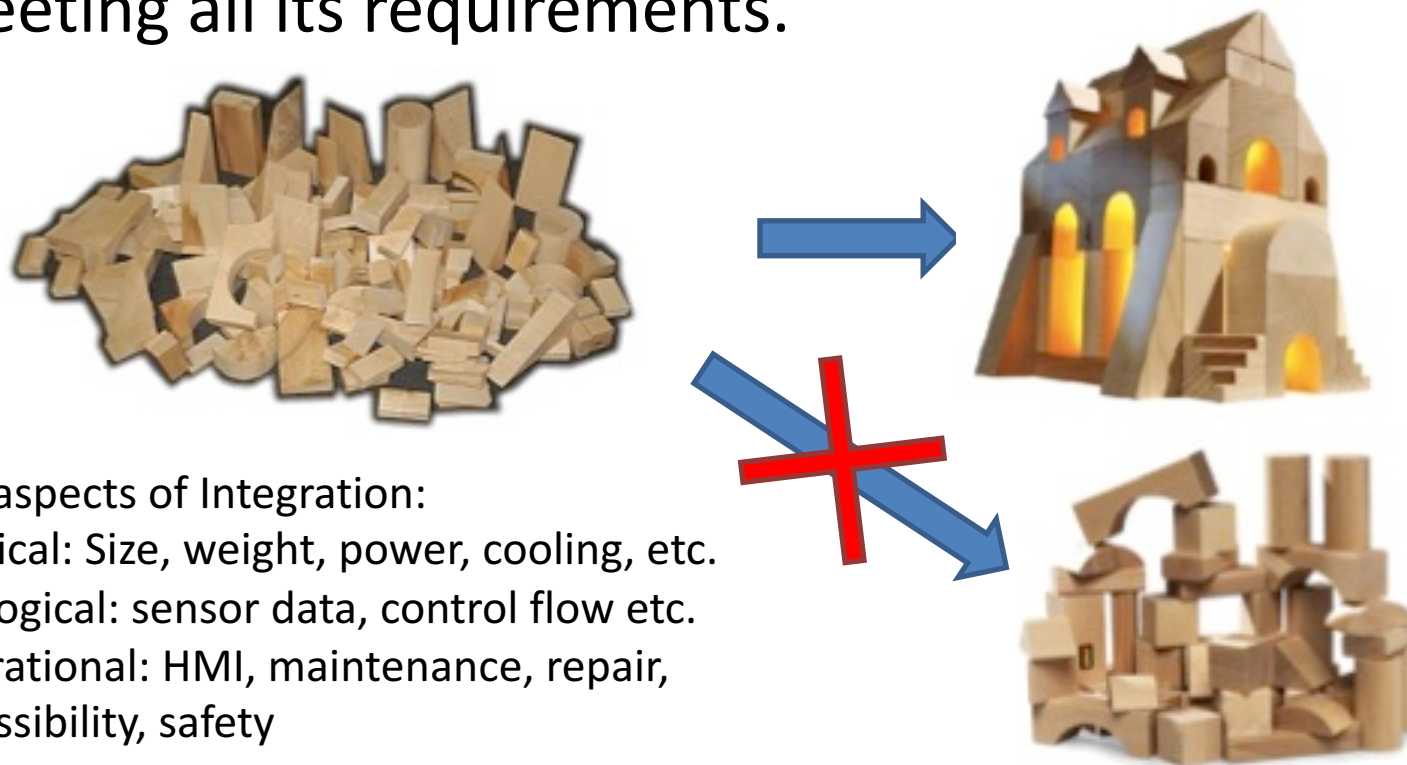 eeting all its requirements.
aspects of Integration:
ical: Size, weight, power, cooling, etc.
ogical: sensor data, control flow etc.
rational: HMI, maintenance, repair,
ssibility, safety